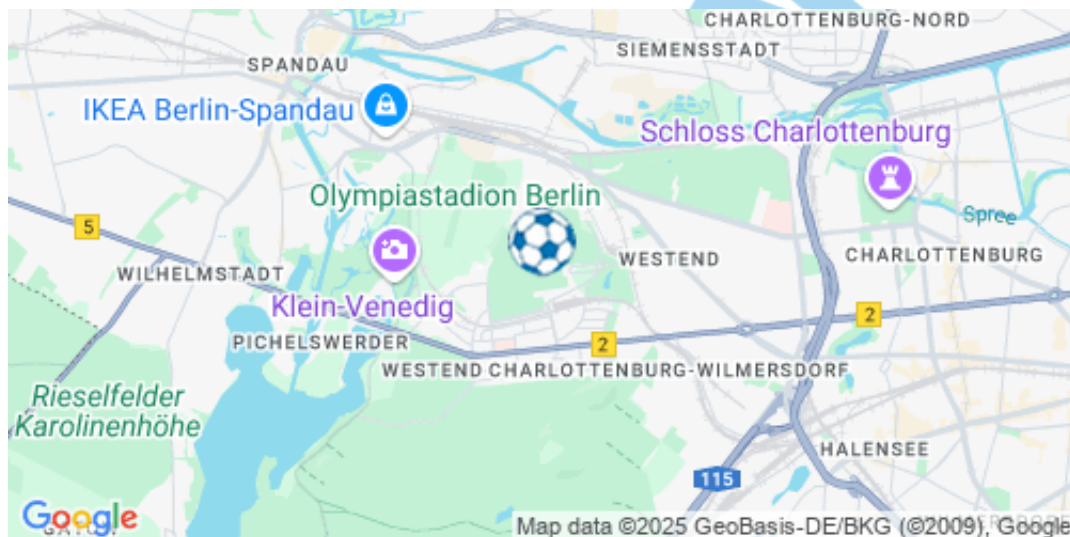 CHARLOTTENBURG-NORD
SIEMENSSTADT
SPANDAU
IKEA Berlin-Spandau
Schloss Charlottenburg
Olympiastadion Berlin
Spree
5
WESTEND
CHARLOTTENBURG
WILHELMSTADT
Klein-Venedig
2
PICHELSWERDER
2
WESTEND CHARLOTTENBURG-WILMERSDORF
Rieselfelder
Karolinenhöhe
HALENSEE
115
Google
Map data ©2025 GeoBasis-DE/BKG (©2009), Google